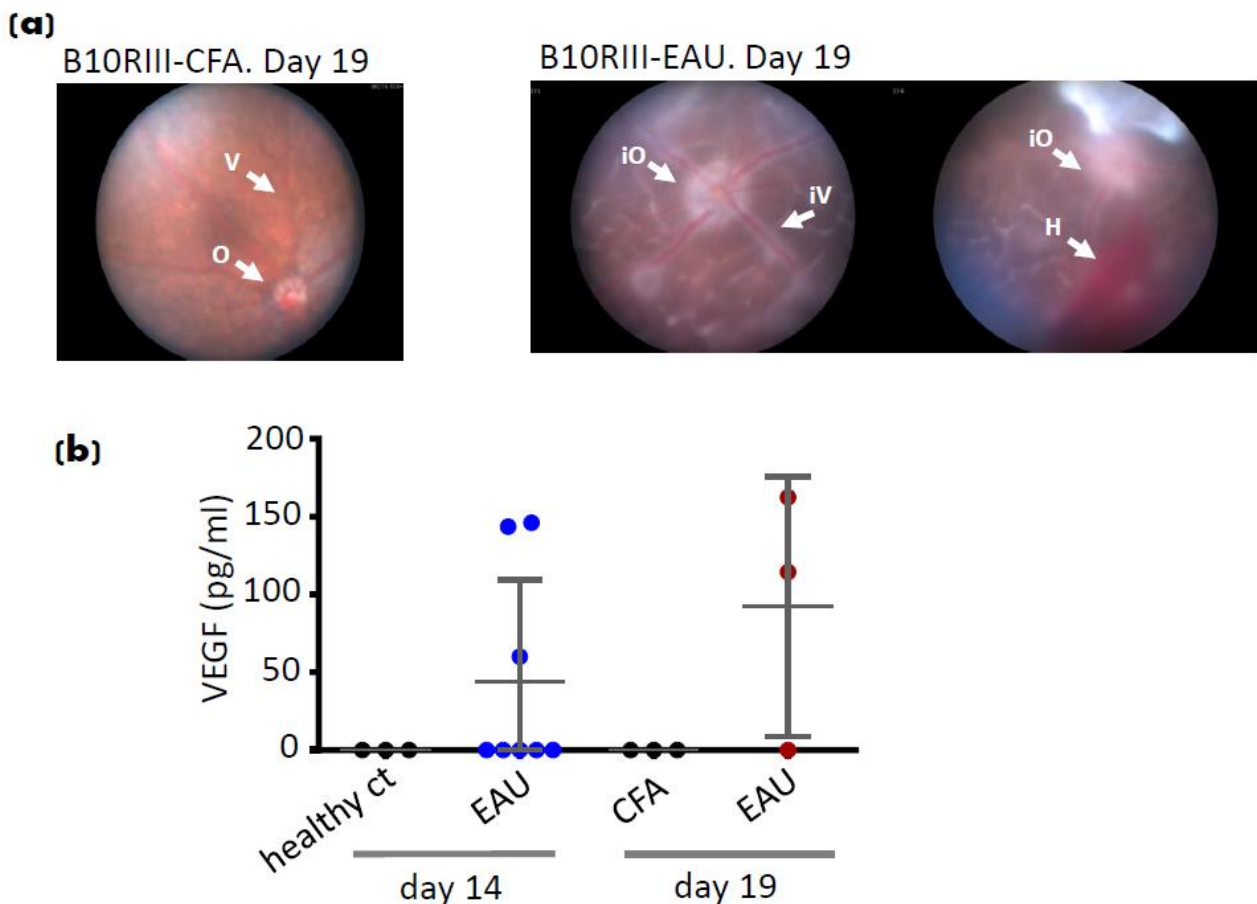 (a)
B10RIII-CFA. Day 19
B10RIII-EAU. Day 19
V
O
iO
iV
iO
H
(b)
VEGF (pg/ml)
200
150
100
50
0
healthy ct
EAU
CFA
EAU
day 14
day 19